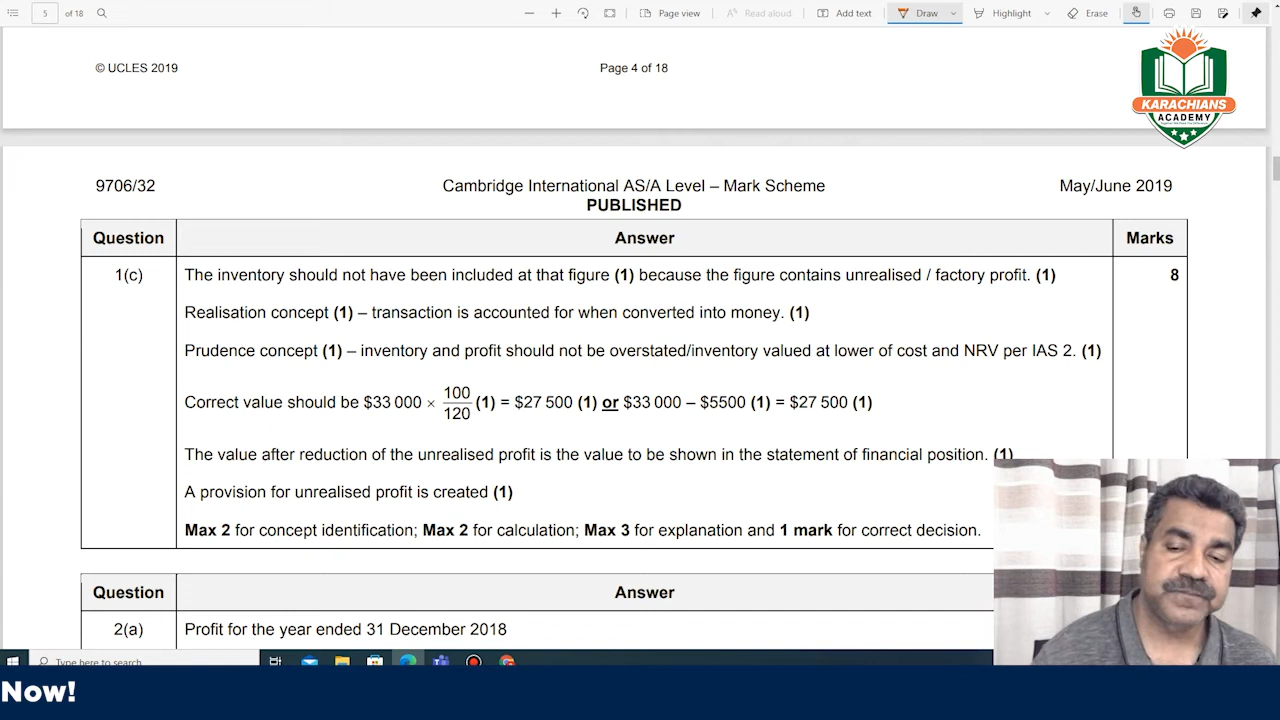 5 of 18 Page view Read aloud Add text Draw Highlight Erase
© UCLES 2019 Page 4 of 18
KARACHIANS
ACADEMY
9706/32 Cambridge International AS/A Level – Mark Scheme May/June 2019
PUBLISHED
Question Answer Marks
1(c) The inventory should not have been included at that figure (1) because the figure contains unrealised / factory profit. (1) 8
Realisation concept (1) – transaction is accounted for when converted into money. (1)
Prudence concept (1) – inventory and profit should not be overstated/inventory valued at lower of cost and NRV per IAS 2. (1)
Correct value should be $33 000 × 100/120 (1) = $27 500 (1) or $33 000 – $5500 (1) = $27 500 (1)
The value after reduction of the unrealised profit is the value to be shown in the statement of financial position. (1)
A provision for unrealised profit is created (1)
Max 2 for concept identification; Max 2 for calculation; Max 3 for explanation and 1 mark for correct decision.
Question Answer
2(a) Profit for the year ended 31 December 2018
Type here to search
Now!